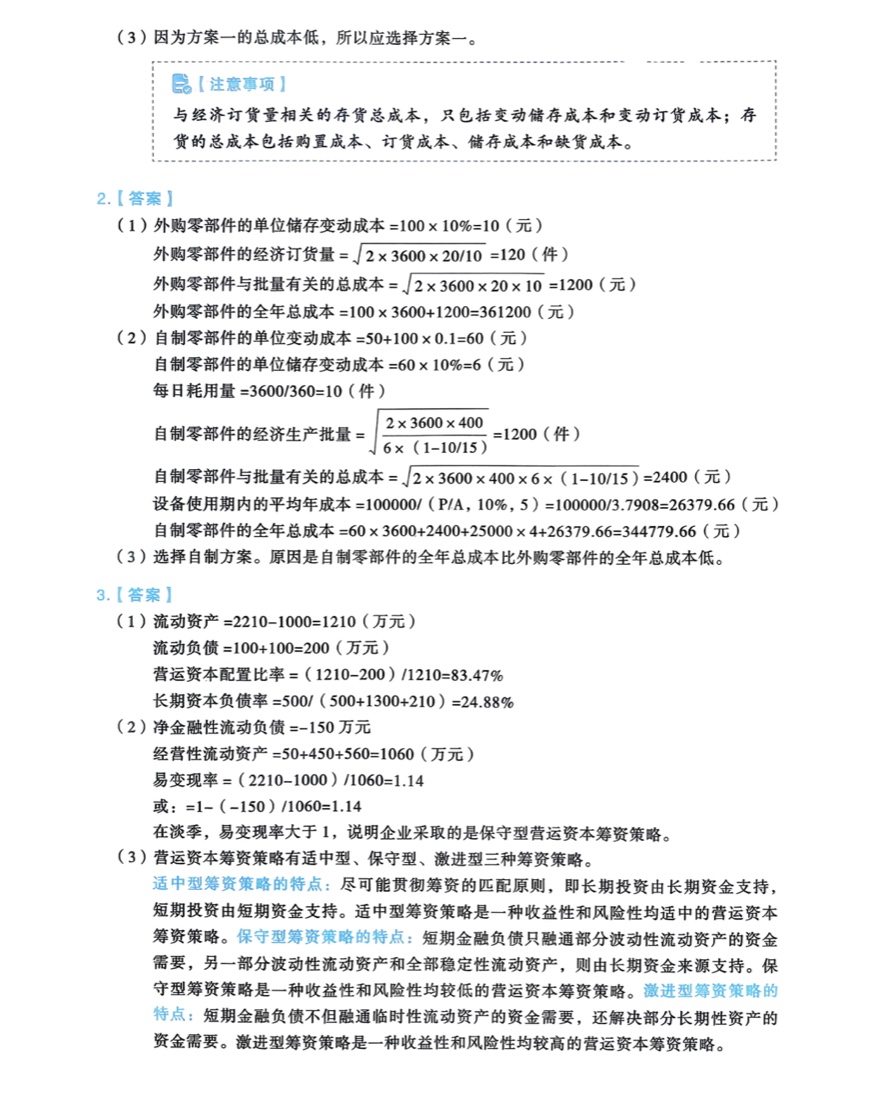 （3）因为方案一的总成本低，所以应选择方案一。
【注意事项】
与经济订货量相关的存货总成本，只包括变动储存成本和变动订货成本；存
货的总成本包括购置成本、订货成本、储存成本和缺货成本。
2.【答案】
（1）外购零部件的单位储存变动成本 =100 × 10%=10（元）
外购零部件的经济订货量 = √2 × 3600 × 20/10 =120（件）
外购零部件与批量有关的总成本 = √2 × 3600 × 20 × 10 =1200（元）
外购零部件的全年总成本 =100 × 3600+1200=361200（元）
（2）自制零部件的单位变动成本 =50+100 × 0.1=60（元）
自制零部件的单位储存变动成本 =60 × 10%=6（元）
每日耗用量 =3600/360=10（件）
自制零部件的经济生产批量 = √(2 × 3600 × 400)/(6 ×（1-10/15）) =1200（件）
自制零部件与批量有关的总成本 = √2 × 3600 × 400 × 6 ×（1-10/15）=2400（元）
设备使用期内的平均年成本 =100000/（P/A，10%，5）=100000/3.7908=26379.66（元）
自制零部件的全年总成本 =60 × 3600+2400+25000 × 4+26379.66=344779.66（元）
（3）选择自制方案。原因是自制零部件的全年总成本比外购零部件的全年总成本低。
3.【答案】
（1）流动资产 =2210-1000=1210（万元）
流动负债 =100+100=200（万元）
营运资本配置比率 =（1210-200）/1210=83.47%
长期资本负债率 =500/（500+1300+210）=24.88%
（2）净金融性流动负债 =-150 万元
经营性流动资产 =50+450+560=1060（万元）
易变现率 =（2210-1000）/1060=1.14
或：=1-（-150）/1060=1.14
在淡季，易变现率大于 1，说明企业采取的是保守型营运资本筹资策略。
（3）营运资本筹资策略有适中型、保守型、激进型三种筹资策略。
适中型筹资策略的特点：尽可能贯彻筹资的匹配原则，即长期投资由长期资金支持，
短期投资由短期资金支持。适中型筹资策略是一种收益性和风险性均适中的营运资本
筹资策略。保守型筹资策略的特点：短期金融负债只融通部分波动性流动资产的资金
需要，另一部分波动性流动资产和全部稳定性流动资产，则由长期资金来源支持。保
守型筹资策略是一种收益性和风险性均较低的营运资本筹资策略。激进型筹资策略的
特点：短期金融负债不但融通临时性流动资产的资金需要，还解决部分长期性资产的
资金需要。激进型筹资策略是一种收益性和风险性均较高的营运资本筹资策略。